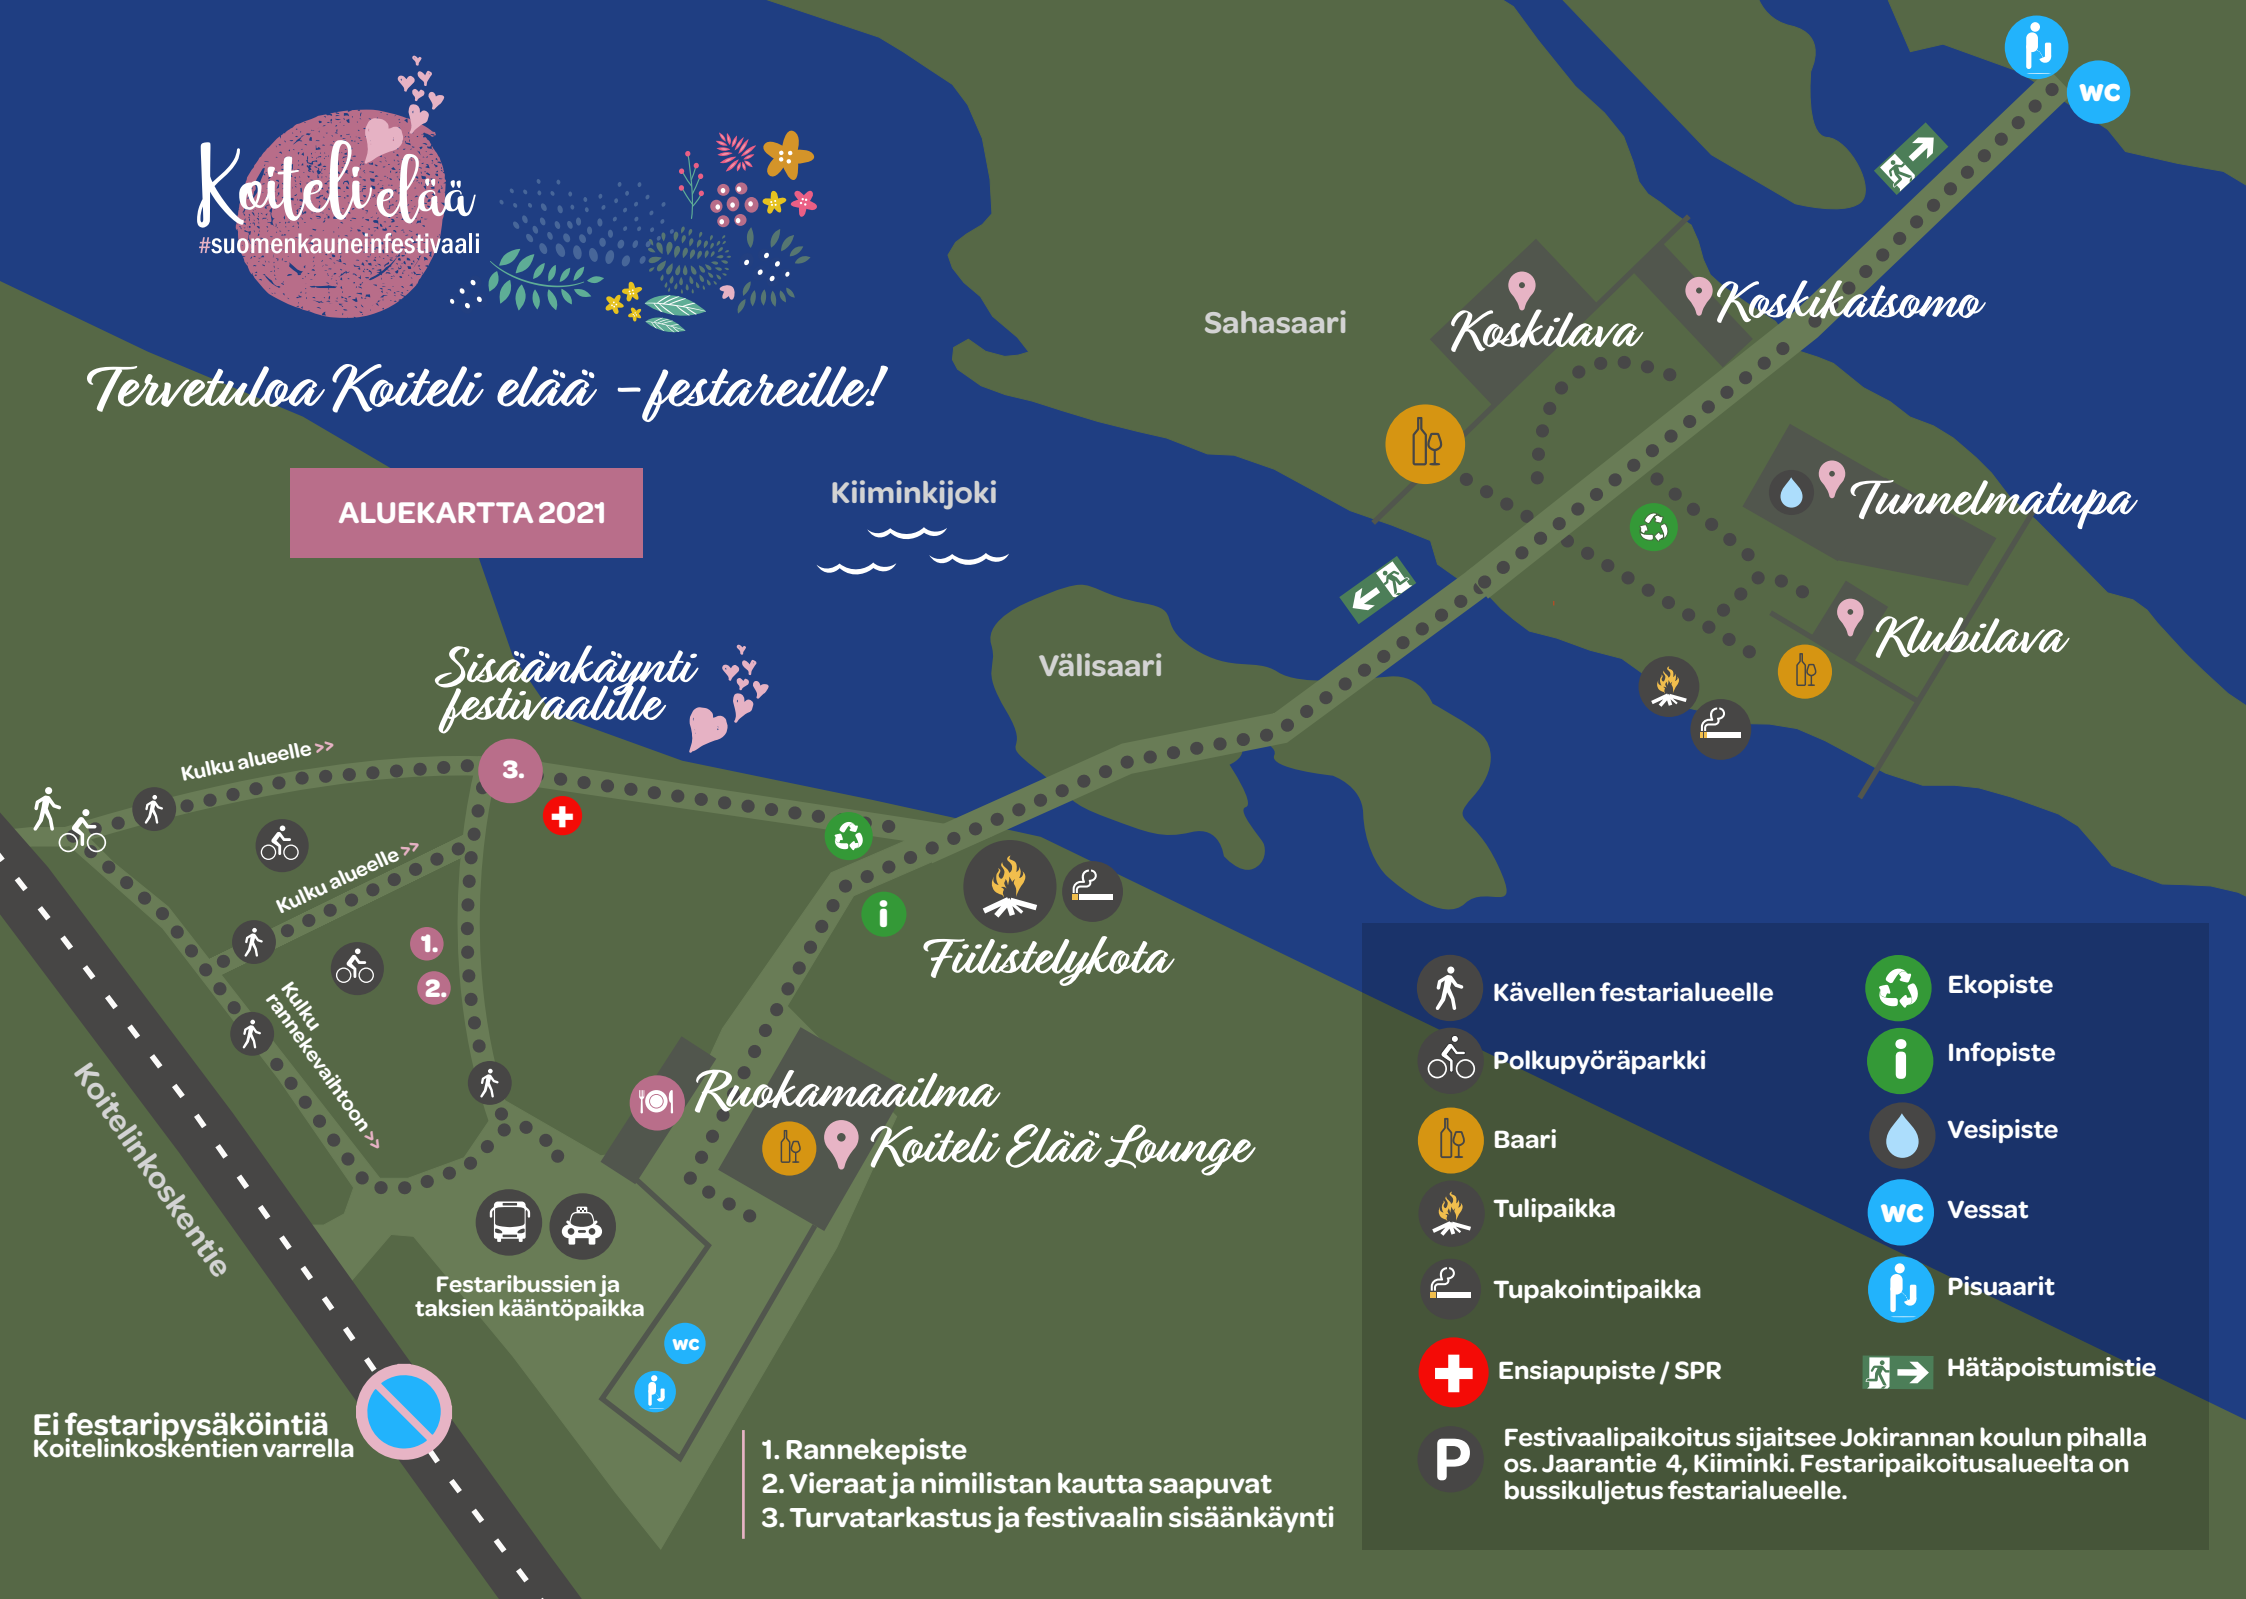 Koiteli elää
#suomenkauneinfestivaali
Tervetuloa Koiteli elää -festareille!
ALUEKARTTA 2021
Kiiminkijoki
Sahasaari
Välisaari
Koskilava
Koskikatsomo
WC
Tunnelmatupa
Klubilava
Sisäänkäynti
festivaalille
Kulku alueelle >>
3.
Kulku alueelle >>
1.
2.
Kulku
rannekevaihtoon >>
Koitelinkoskentie
i
Fiilistelykota
Ruokamaailma
Koiteli Elää Lounge
Festaribussien ja
taksien kääntöpaikka
WC
Ei festaripysäköintiä
Koitelinkoskentien varrella
1. Rannekepiste
2. Vieraat ja nimilistan kautta saapuvat
3. Turvatarkastus ja festivaalin sisäänkäynti
Kävellen festarialueelle
Polkupyöräparkki
Baari
Tulipaikka
Tupakointipaikka
Ensiapupiste / SPR
Ekopiste
i Infopiste
Vesipiste
WC Vessat
Pisuaarit
Hätäpoistumistie
P Festivaalipaikoitus sijaitsee Jokirannan koulun pihalla
os. Jaarantie 4, Kiiminki. Festaripaikoitusalueelta on
bussikuljetus festarialueelle.